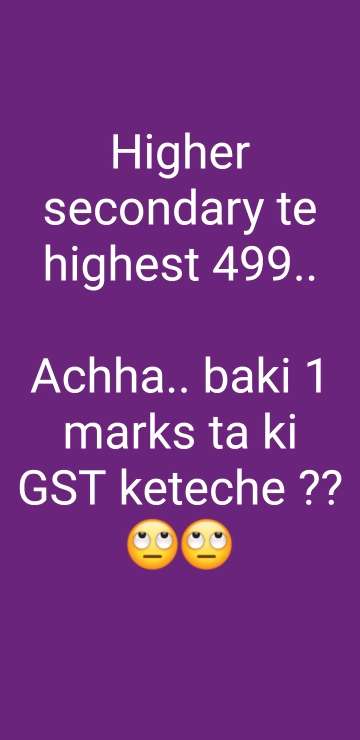 Higher
secondary te
highest 499..
Achha.. baki 1
marks ta ki
GST keteche ??
🙄🙄